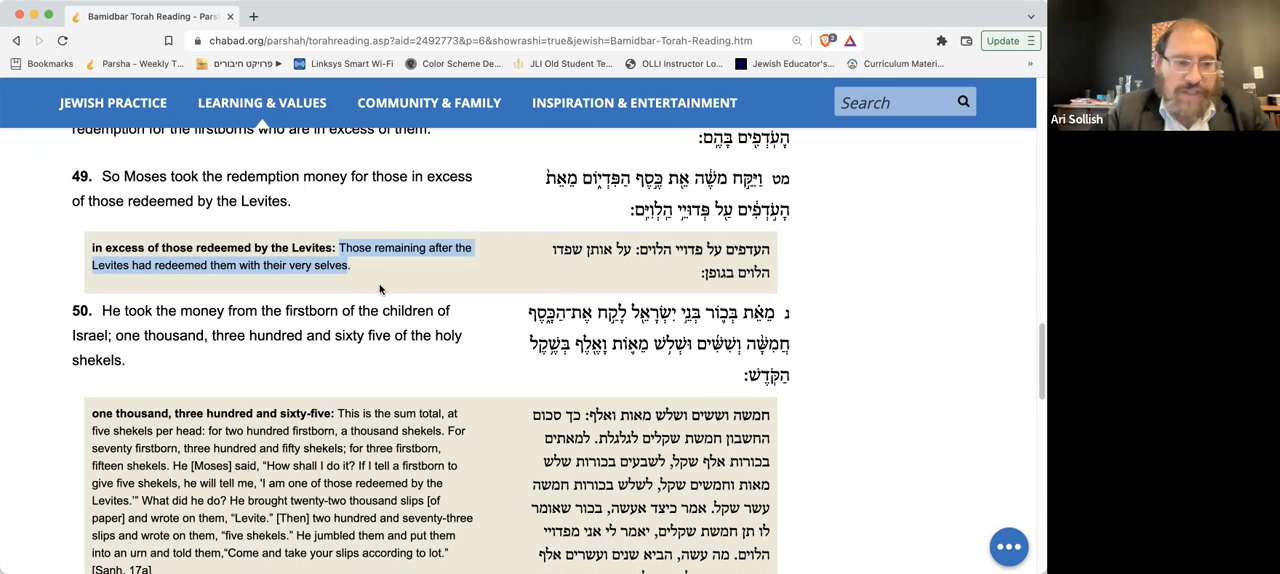 Bamidbar Torah Reading - Parsh
chabad.org/parshah/torahreading.asp?aid=2492773&p=6&showrashi=true&jewish=Bamidbar-Torah-Reading.htm
Update
Bookmarks
Parsha - Weekly T...
פרויקט חיבורים
Linksys Smart Wi-Fi
Color Scheme De...
JLI Old Student Te...
OLLI Instructor Lo...
Jewish Educator's...
Curriculum Materi...
JEWISH PRACTICE
LEARNING & VALUES
COMMUNITY & FAMILY
INSPIRATION & ENTERTAINMENT
Search
Ari Sollish
redemption for the firstborns who are in excess of them.
הָעֹדְפִים בָּהֶם:
49. So Moses took the redemption money for those in excess
of those redeemed by the Levites.
מט וַיִּקַּח משֶׁה אֵת כֶּסֶף הַפִּדְיוֹם מֵאֵת
הָעֹדְפִים עַל פְּדוּיֵי הַלְוִיִּם:
in excess of those redeemed by the Levites: Those remaining after the
Levites had redeemed them with their very selves.
העדפים על פדויי הלוים: על אותן שפדו
הלוים בגופן:
50. He took the money from the firstborn of the children of
Israel; one thousand, three hundred and sixty five of the holy
shekels.
נ מֵאֵת בְּכוֹר בְּנֵי יִשְׂרָאֵל לָקַח אֶת־הַכָּסֶף
חֲמִשָּׁה וְשִׁשִּׁים וּשְׁלשׁ מֵאוֹת וָאֶלֶף בְּשֶׁקֶל
הַקֹּדֶשׁ:
one thousand, three hundred and sixty-five: This is the sum total, at
five shekels per head: for two hundred firstborn, a thousand shekels. For
seventy firstborn, three hundred and fifty shekels; for three firstborn,
fifteen shekels. He [Moses] said, “How shall I do it? If I tell a firstborn to
give five shekels, he will tell me, ‘I am one of those redeemed by the
Levites.’” What did he do? He brought twenty-two thousand slips [of
paper] and wrote on them, “Levite.” [Then] two hundred and seventy-three
slips and wrote on them, “five shekels.” He jumbled them and put them
into an urn and told them,“Come and take your slips according to lot.”
[Sanh. 17a]
חמשה וששים ושלש מאות ואלף: כך סכום
החשבון חמשת שקלים לגלגלת. למאתים
בכורות אלף שקל, לשבעים בכורות שלש
מאות וחמשים שקל, לשלש בכורות חמשה
עשר שקל. אמר כיצד אעשה, בכור שאומר
לו תן חמשת שקלים, יאמר לי אני מפדויי
הלוים. מה עשה, הביא שנים ועשרים אלף